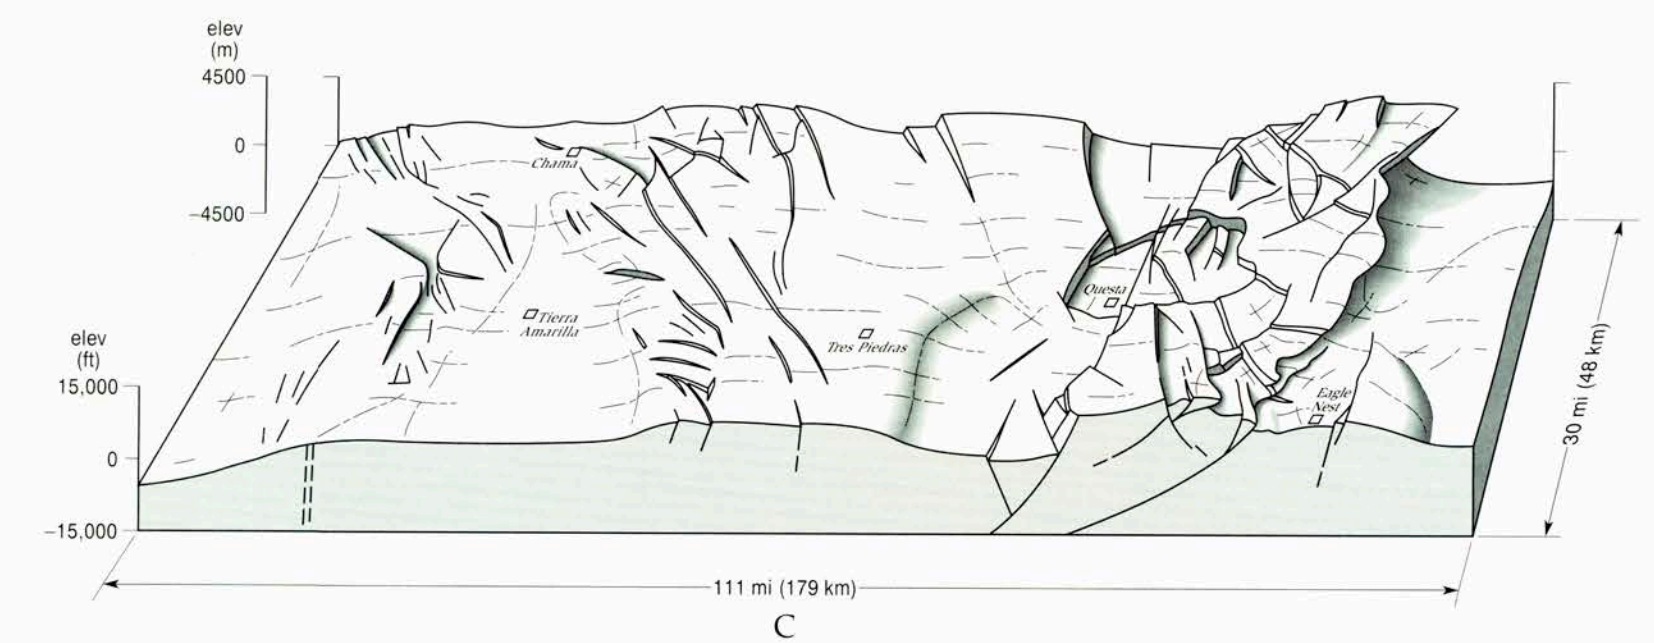 elev
(m)
4500
0
−4500
elev
(ft)
15,000
0
−15,000
Chama
Tierra
Amarilla
Tres Piedras
Questa
Eagle
Nest
30 mi (48 km)
111 mi (179 km)
C